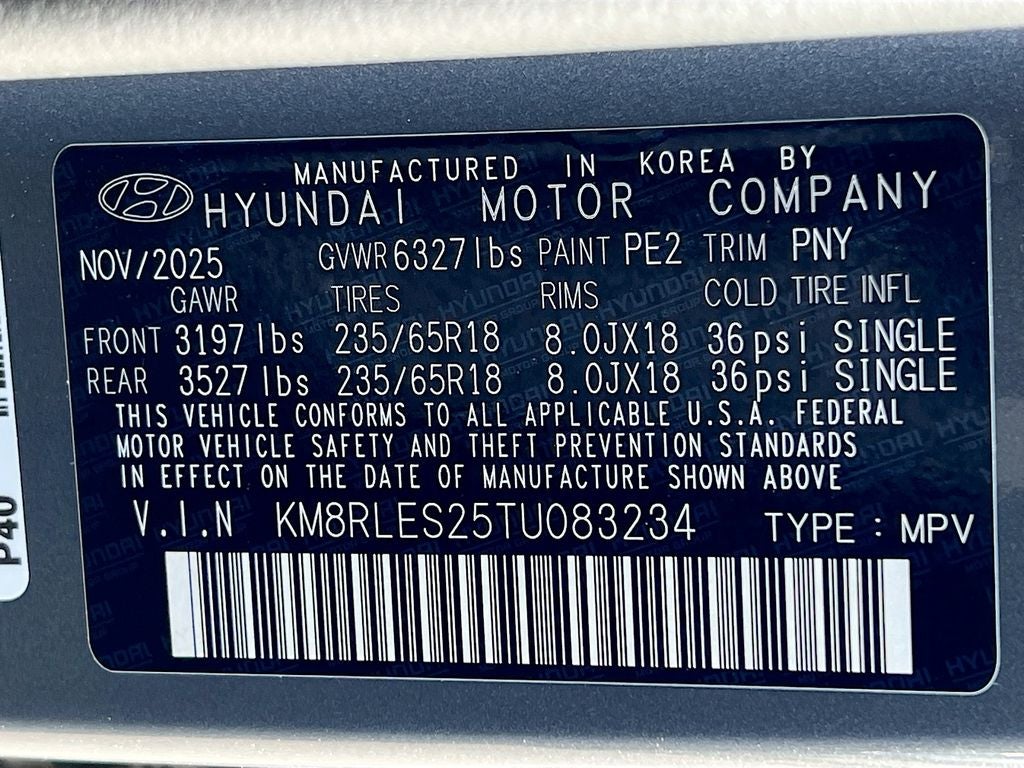 MANUFACTURED IN KOREA BY
HYUNDAI MOTOR COMPANY
NOV/2025 GVWR 6327lbs PAINT PE2 TRIM PNY
GAWR TIRES RIMS COLD TIRE INFL
FRONT 3197 lbs 235/65R18 8.0JX18 36psi SINGLE
REAR 3527 lbs 235/65R18 8.0JX18 36psi SINGLE
THIS VEHICLE CONFORMS TO ALL APPLICABLE U.S.A. FEDERAL
MOTOR VEHICLE SAFETY AND THEFT PREVENTION STANDARDS
IN EFFECT ON THE DATE OF MANUFACTURE SHOWN ABOVE
V.I.N KM8RLES25TU083234 TYPE : MPV
P40